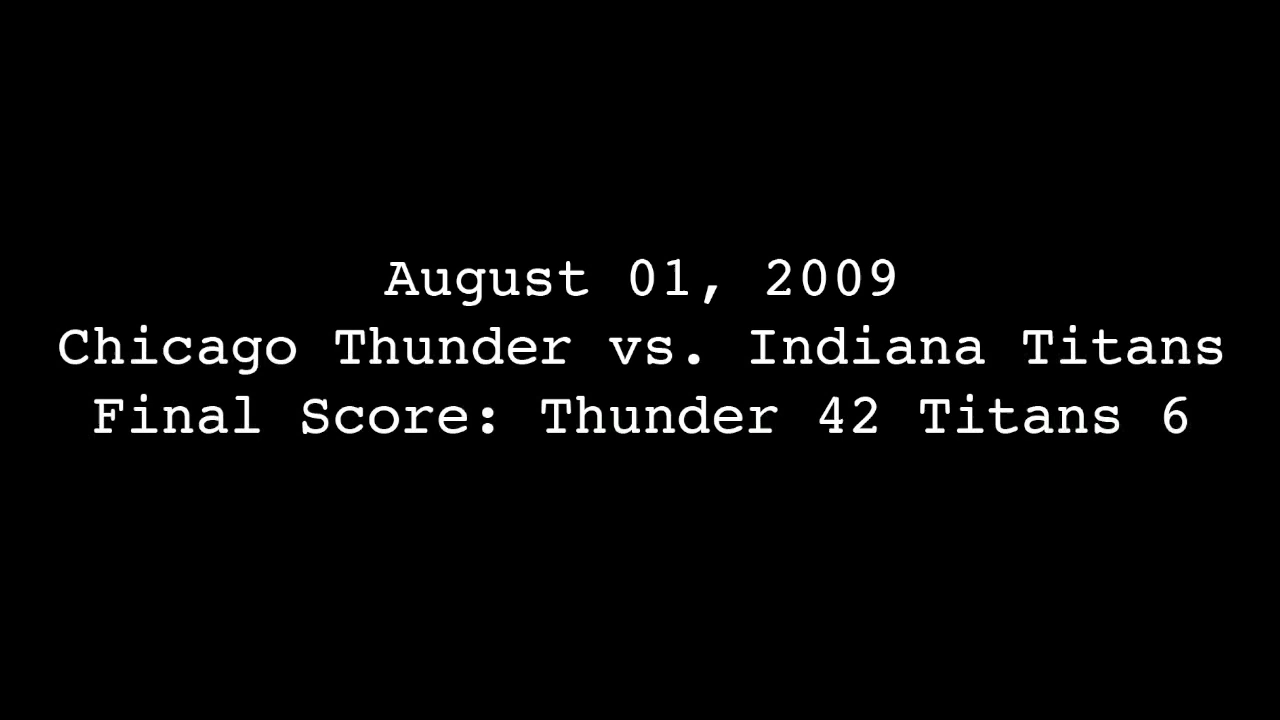 August 01, 2009
Chicago Thunder vs. Indiana Titans
Final Score: Thunder 42 Titans 6